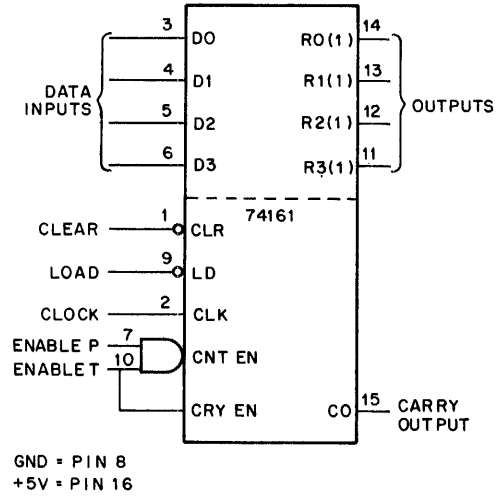 3 D0 R0(1) 14
4 D1 R1(1) 13
DATA INPUTS OUTPUTS
5 D2 R2(1) 12
6 D3 R3(1) 11
74161
CLEAR 1 CLR
LOAD 9 LD
CLOCK 2 CLK
ENABLE P 7
ENABLE T 10 CNT EN
CRY EN CO 15 CARRY OUTPUT
GND = PIN 8
+5V = PIN 16